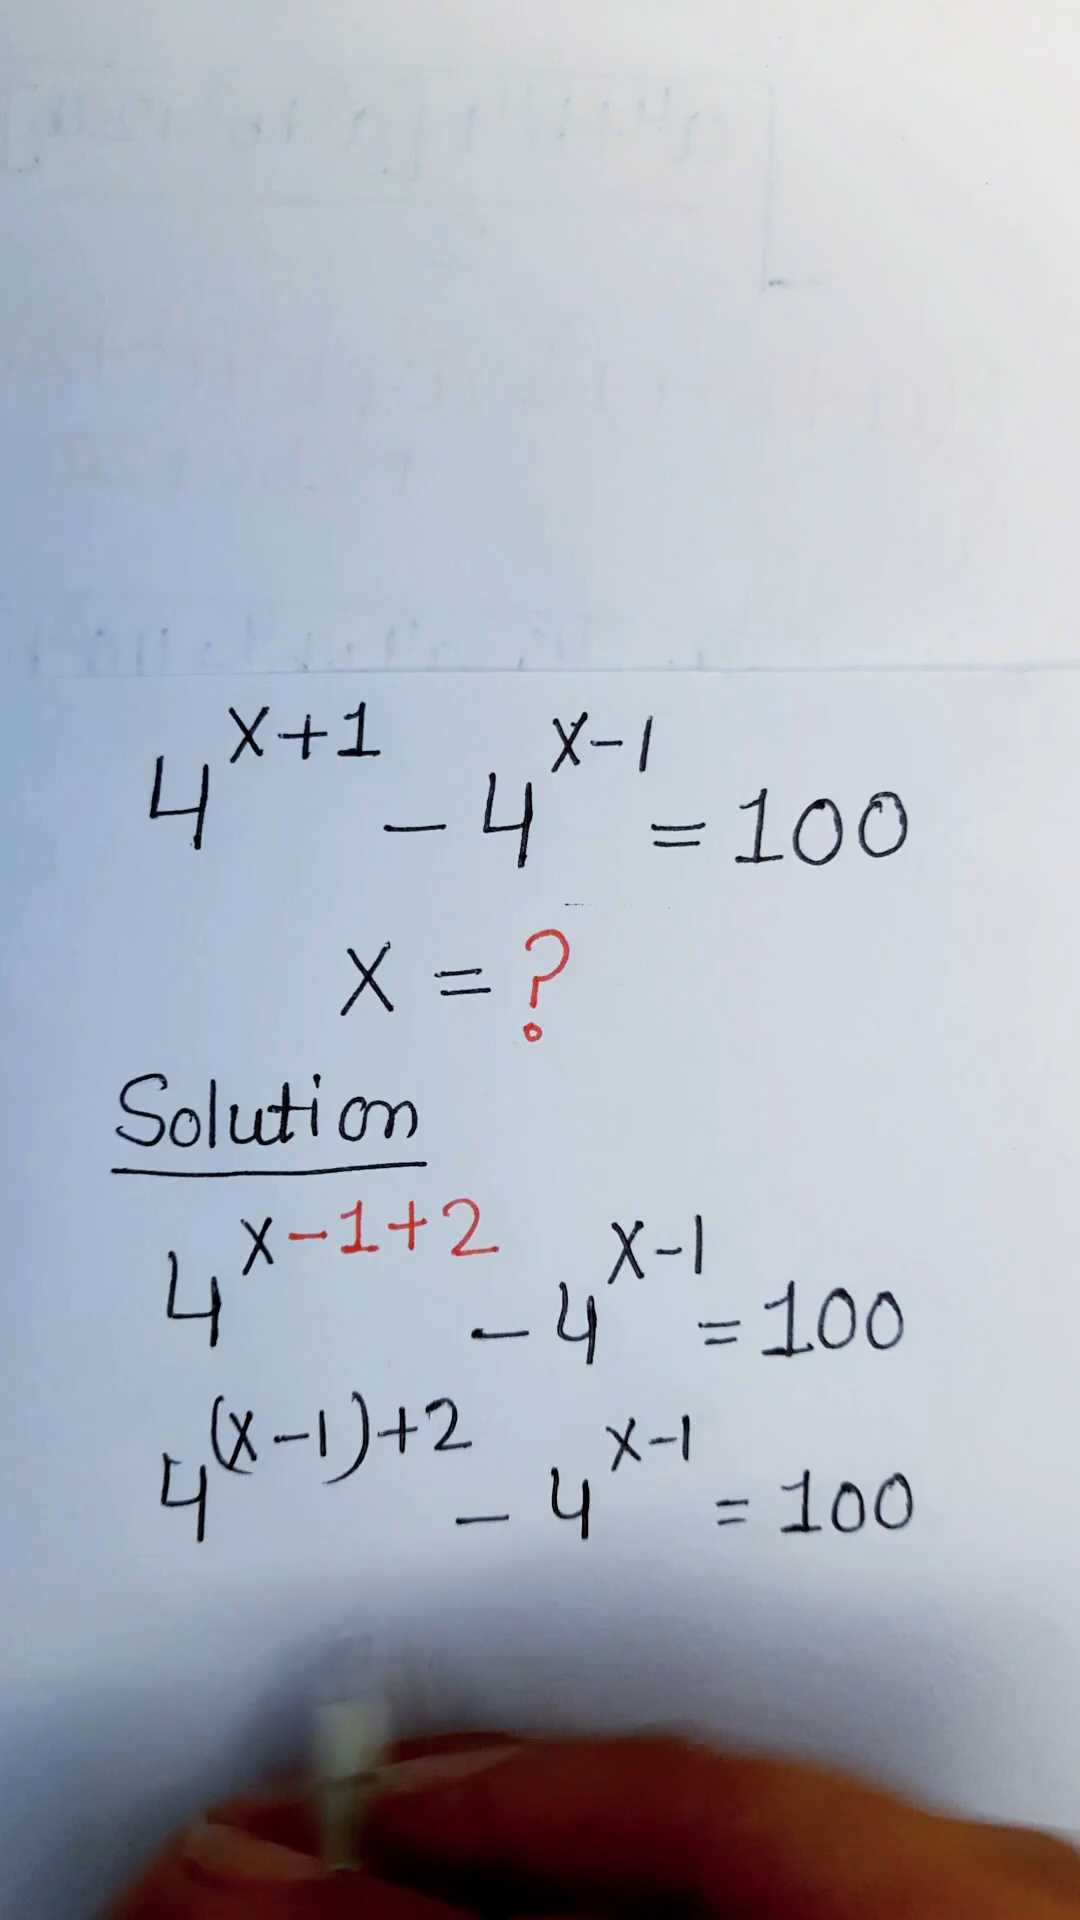 4^{x+1} - 4^{x-1} = 100
x = ?
Solution
4^{x-1+2} - 4^{x-1} = 100
4^{(x-1)+2} - 4^{x-1} = 100